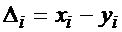 Δᵢ = xᵢ − yᵢ